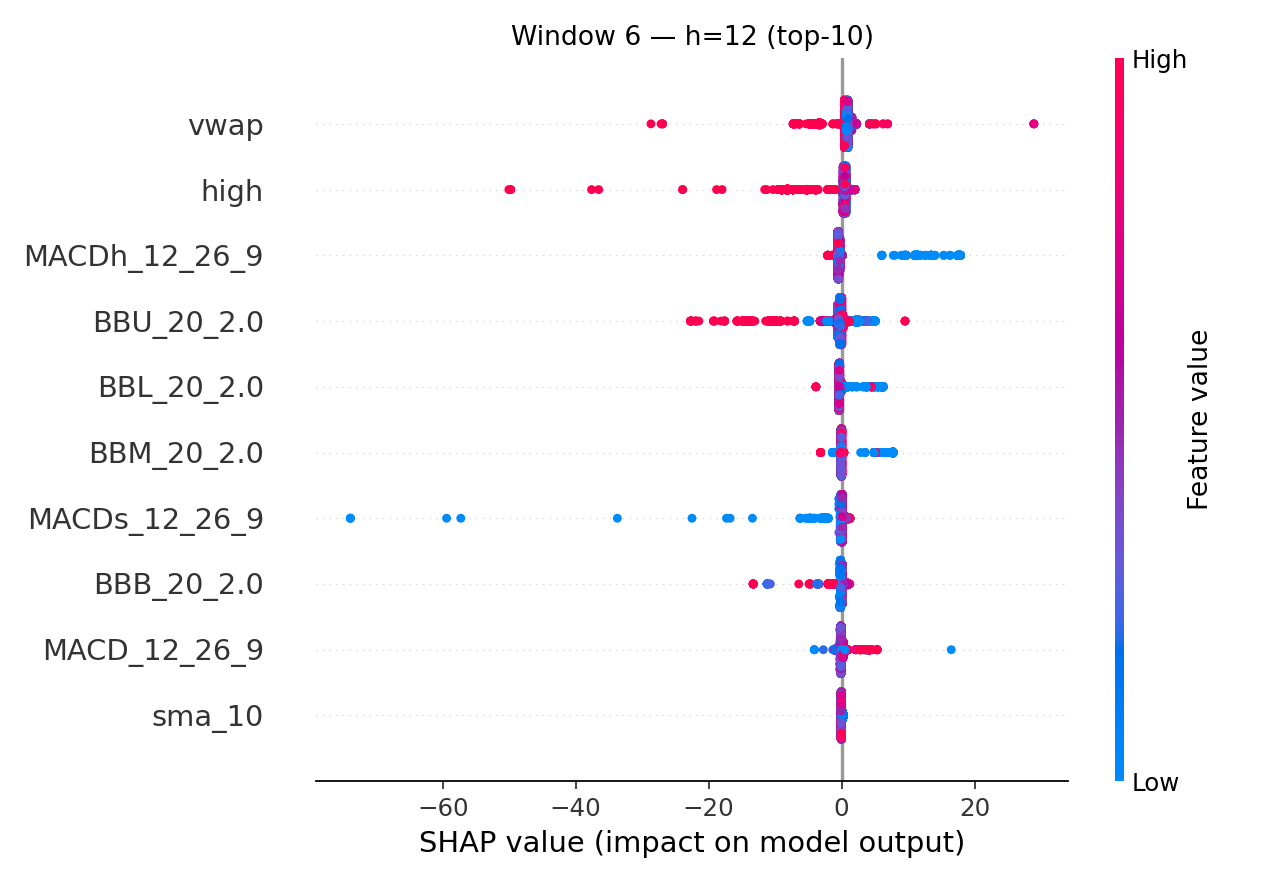 Window 6 — h=12 (top-10)
High
vwap
high
MACDh_12_26_9
BBU_20_2.0
BBL_20_2.0
BBM_20_2.0
MACDs_12_26_9
BBB_20_2.0
MACD_12_26_9
sma_10
Feature value
Low
−60 −40 −20 0 20
SHAP value (impact on model output)